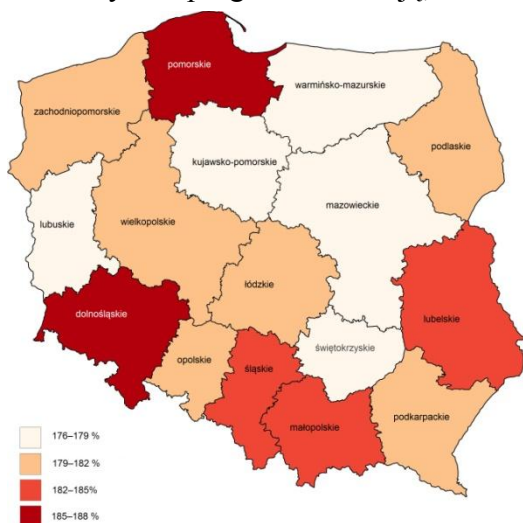 pomorskie
warmińsko-mazurskie
zachodniopomorskie
podlaskie
kujawsko-pomorskie
mazowieckie
lubuskie
wielkopolskie
łódzkie
dolnośląskie
lubelskie
świętokrzyskie
opolskie
śląskie
podkarpackie
małopolskie
176–179 %
179–182 %
182–185%
185–188 %